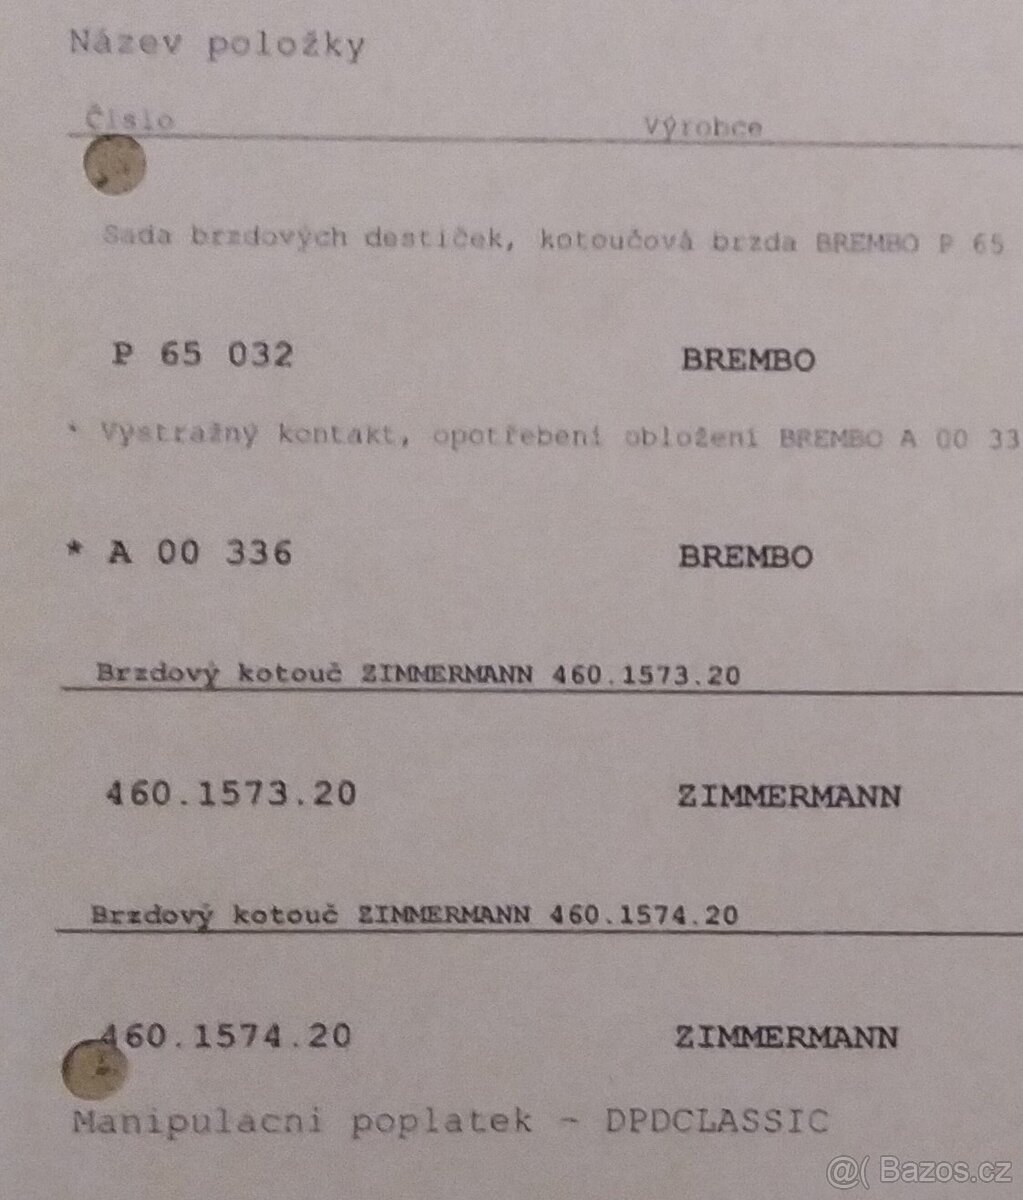 Název položky
Číslo Výrobce
Sada brzdových destiček, kotoučová brzda BREMBO P 65
P 65 032 BREMBO
* Výstražný kontakt, opotřebení obložení BREMBO A 00 33
* A 00 336 BREMBO
Brzdový kotouč ZIMMERMANN 460.1573.20
460.1573.20 ZIMMERMANN
Brzdový kotouč ZIMMERMANN 460.1574.20
460.1574.20 ZIMMERMANN
Manipulacni poplatek - DPDCLASSIC
@( Bazos.cz